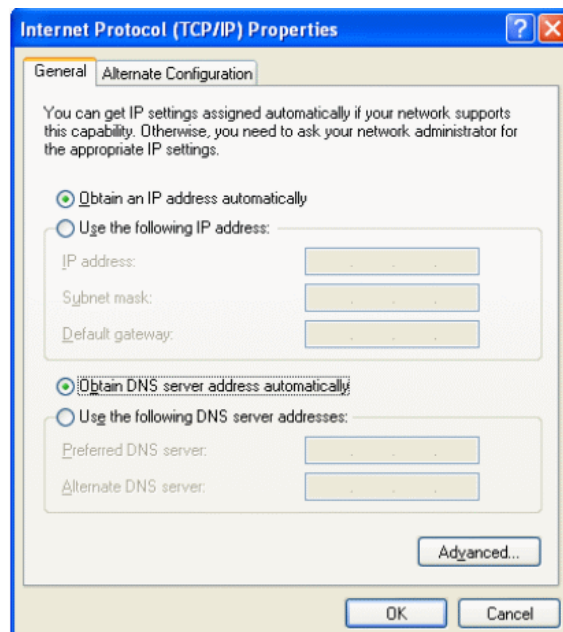 Internet Protocol (TCP/IP) Properties
General
Alternate Configuration
You can get IP settings assigned automatically if your network supports
this capability. Otherwise, you need to ask your network administrator for
the appropriate IP settings.
Obtain an IP address automatically
Use the following IP address:
IP address:
Subnet mask:
Default gateway:
Obtain DNS server address automatically
Use the following DNS server addresses:
Preferred DNS server:
Alternate DNS server:
Advanced...
OK
Cancel